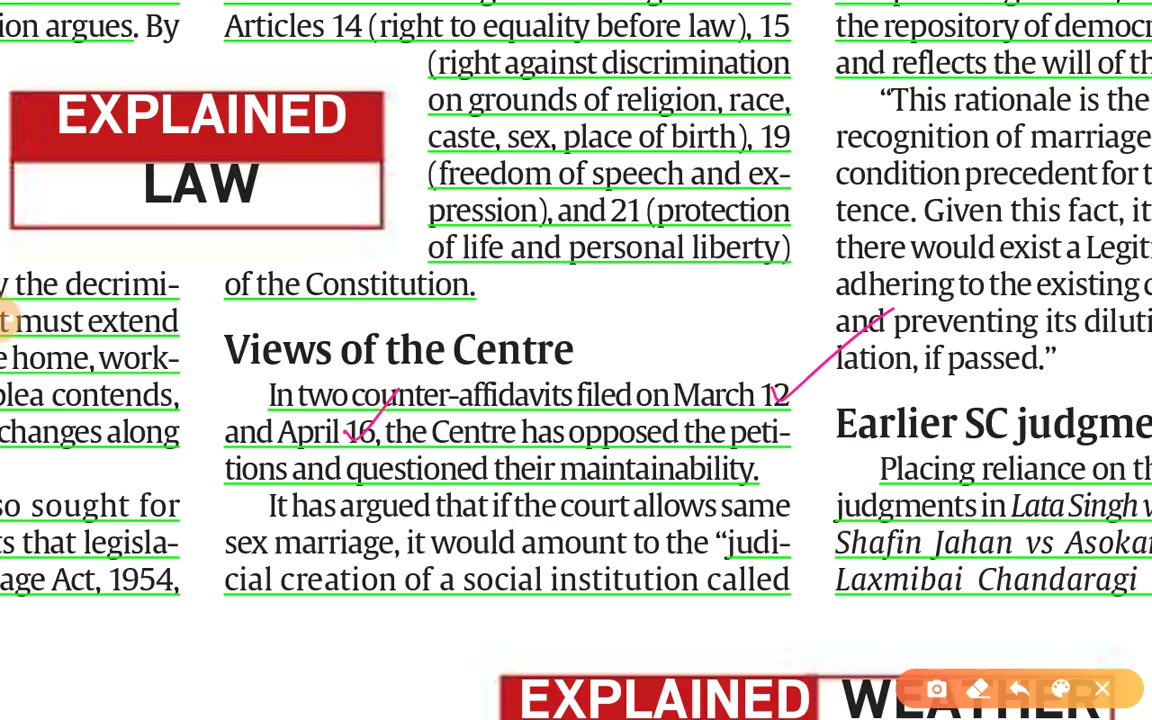 ion argues. By
EXPLAINED
LAW
the decrimi-
must extend
home, work-
plea contends,
changes along
so sought for
that legisla-
age Act, 1954,
Articles 14 (right to equality before law), 15
(right against discrimination
on grounds of religion, race,
caste, sex, place of birth), 19
(freedom of speech and ex-
pression), and 21 (protection
of life and personal liberty)
of the Constitution.
Views of the Centre
In two counter-affidavits filed on March 12
and April 16, the Centre has opposed the peti-
tions and questioned their maintainability.
It has argued that if the court allows same
sex marriage, it would amount to the “judi-
cial creation of a social institution called
the repository of democr
and reflects the will of th
“This rationale is the
recognition of marriage
condition precedent for t
tence. Given this fact, it
there would exist a Legiti
adhering to the existing c
and preventing its diluti
lation, if passed.”
Earlier SC judgme
Placing reliance on th
judgments in Lata Singh v
Shafin Jahan vs Asokan
Laxmibai Chandaragi
EXPLAINED WEATHER